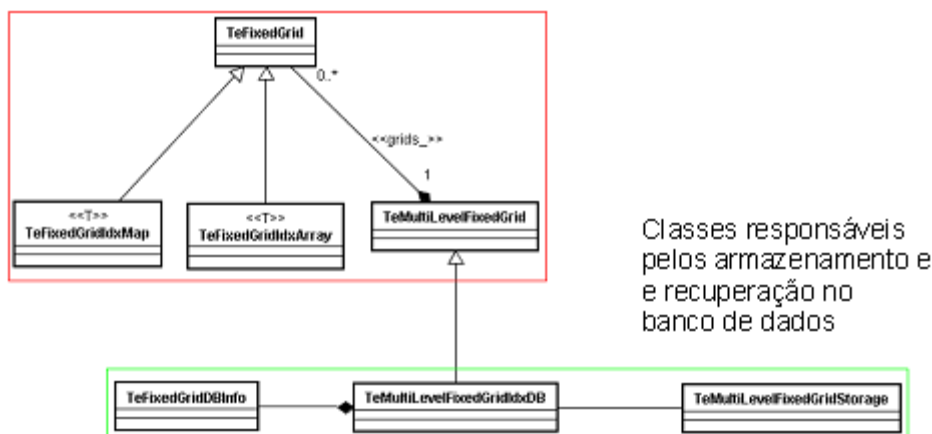 TeFixedGrid
0..*
<<grids_>>
1
<<T>>
TeFixedGridIdxMap
<<T>>
TeFixedGridIdxArray
TeMultiLevelFixedGrid
Classes responsáveis
pelos armazenamento e
e recuperação no
banco de dados
TeFixedGridDBInfo
TeMultiLevelFixedGridIdxDB
TeMultiLevelFixedGridStorage